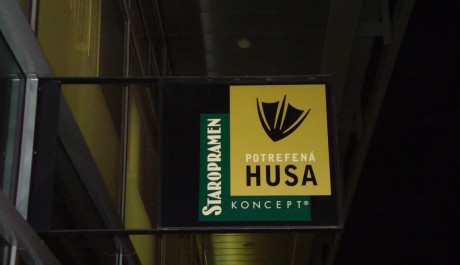 STAROPRAMEN
POTREFENÁ
HUSA
KONCEPT®